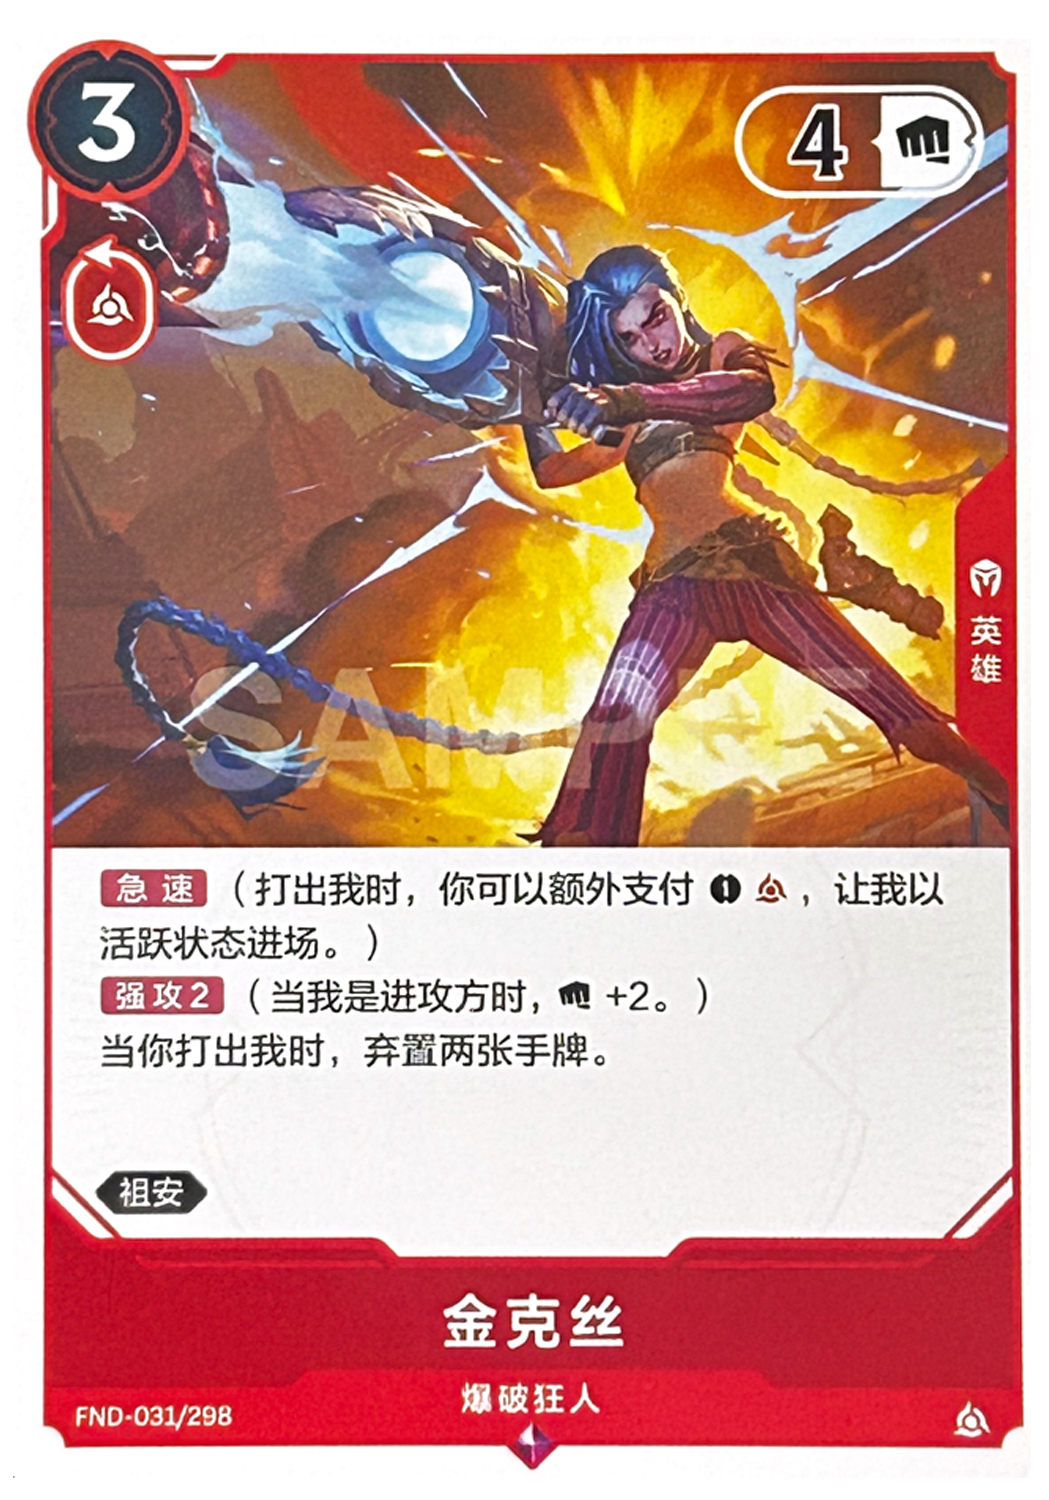 3
4
英雄
SAMPLE
急速（打出我时，你可以额外支付 1 ，让我以
活跃状态进场。）
强攻2（当我是进攻方时， +2。）
当你打出我时，弃置两张手牌。
祖安
金克丝
爆破狂人
FND-031/298